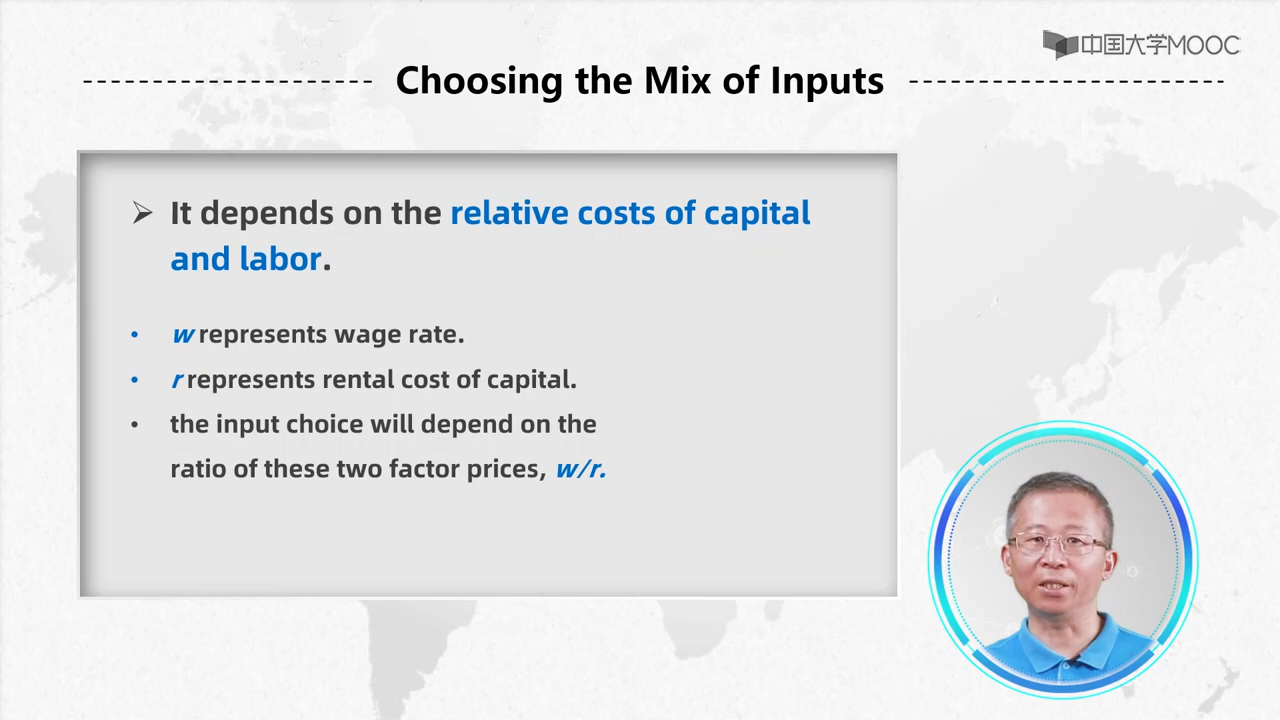 中国大学MOOC
Choosing the Mix of Inputs
➢ It depends on the relative costs of capital
and labor.
• w represents wage rate.
• r represents rental cost of capital.
• the input choice will depend on the
ratio of these two factor prices, w/r.